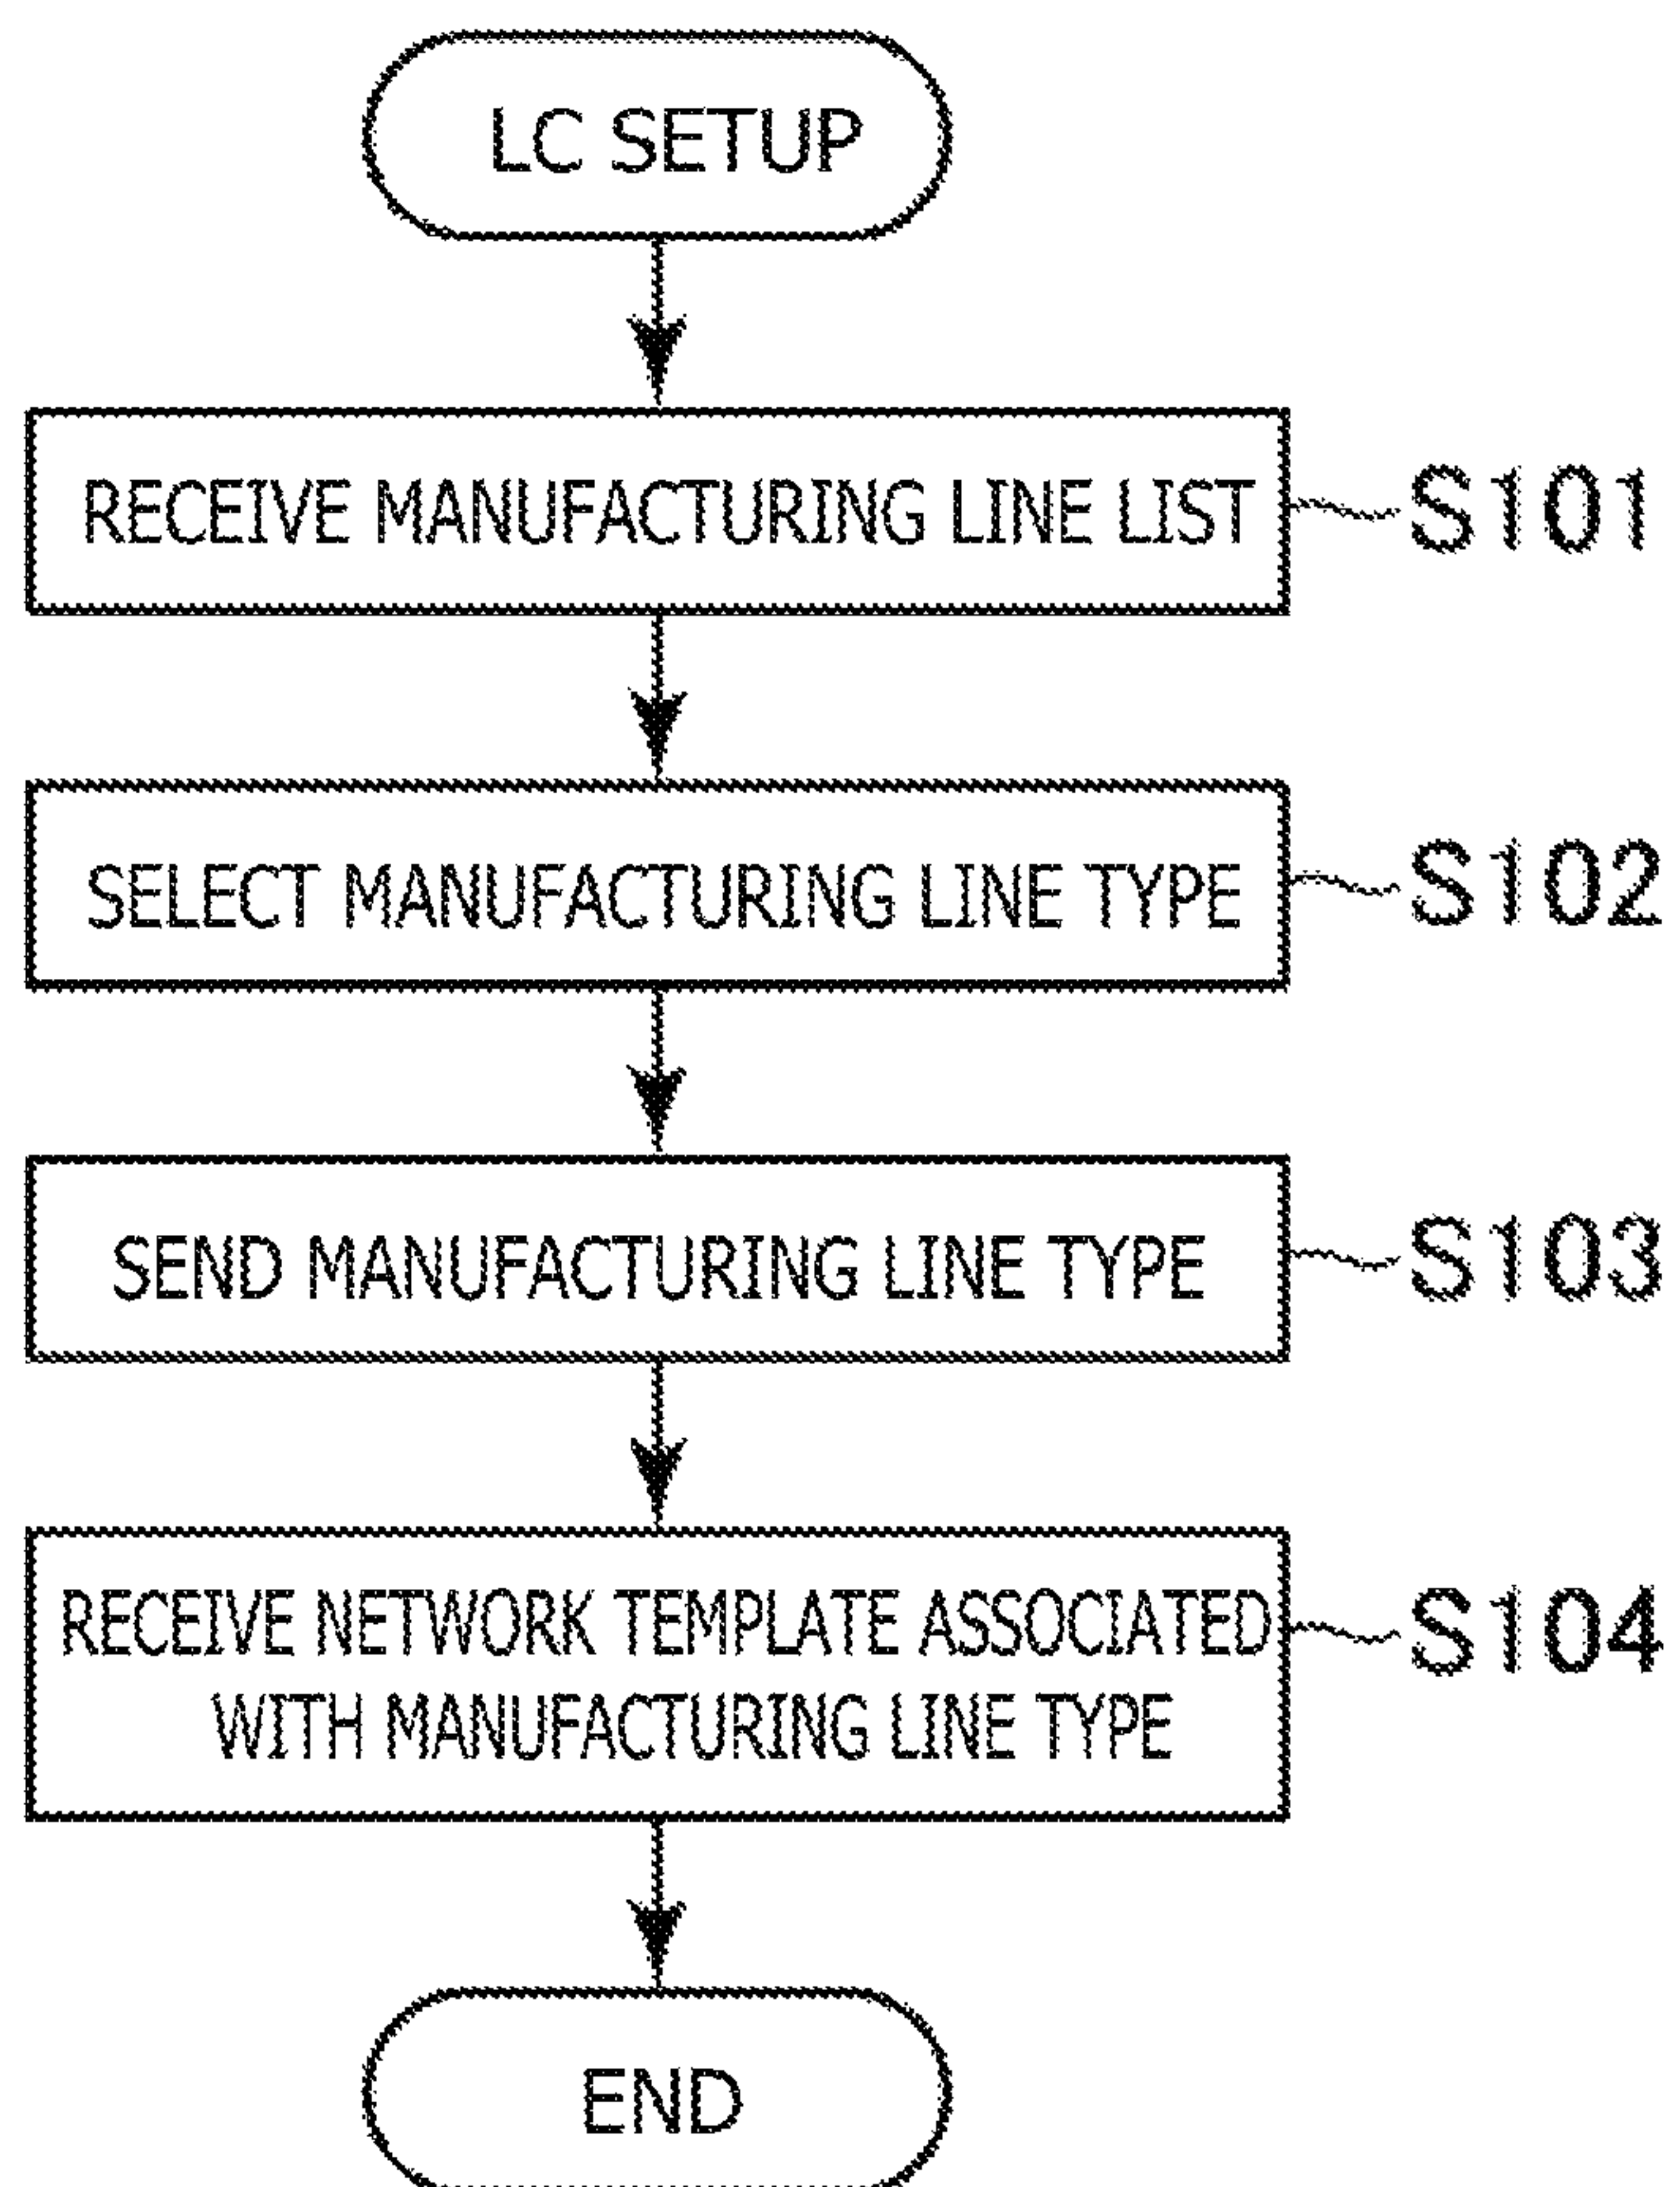 LC SETUP
RECEIVE MANUFACTURING LINE LIST
S101
SELECT MANUFACTURING LINE TYPE
S102
SEND MANUFACTURING LINE TYPE
S103
RECEIVE NETWORK TEMPLATE ASSOCIATED
WITH MANUFACTURING LINE TYPE
S104
END